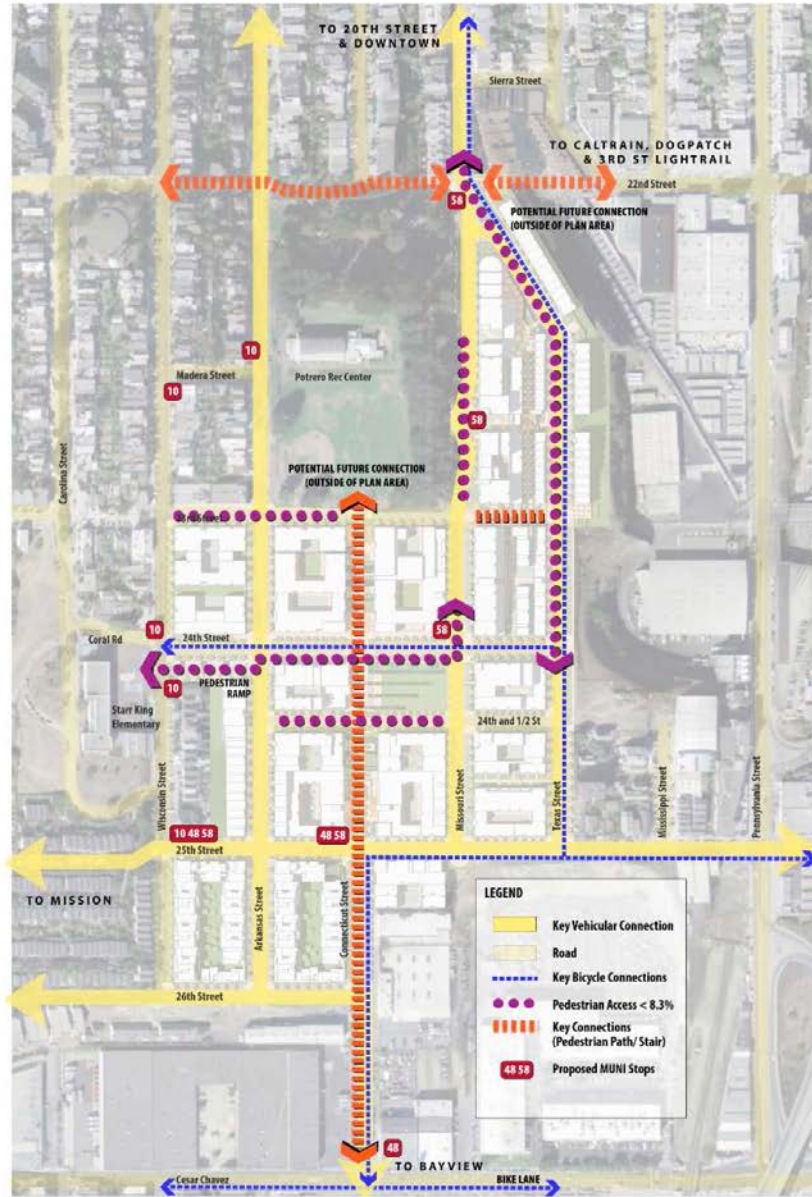 TO 20TH STREET
& DOWNTOWN
Sierra Street
TO CALTRAIN, DOGPATCH
& 3RD ST LIGHTRAIL
22nd Street
58
POTENTIAL FUTURE CONNECTION
(OUTSIDE OF PLAN AREA)
10
Madera Street
Potrero Rec Center
10
58
Carolina Street
POTENTIAL FUTURE CONNECTION
(OUTSIDE OF PLAN AREA)
23rd Street
10
58
Coral Rd
24th Street
10
PEDESTRIAN
RAMP
Starr King
Elementary
24th and 1/2 St
Wisconsin Street
Missouri Street
Texas Street
Mississippi Street
Pennsylvania Street
10 48 58
48 58
25th Street
TO MISSION
Arkansas Street
Connecticut Street
26th Street
LEGEND
Key Vehicular Connection
Road
Key Bicycle Connections
Pedestrian Access < 8.3%
Key Connections
(Pedestrian Path/ Stair)
48 58
Proposed MUNI Stops
48
TO BAYVIEW
Cesar Chavez
BIKE LANE